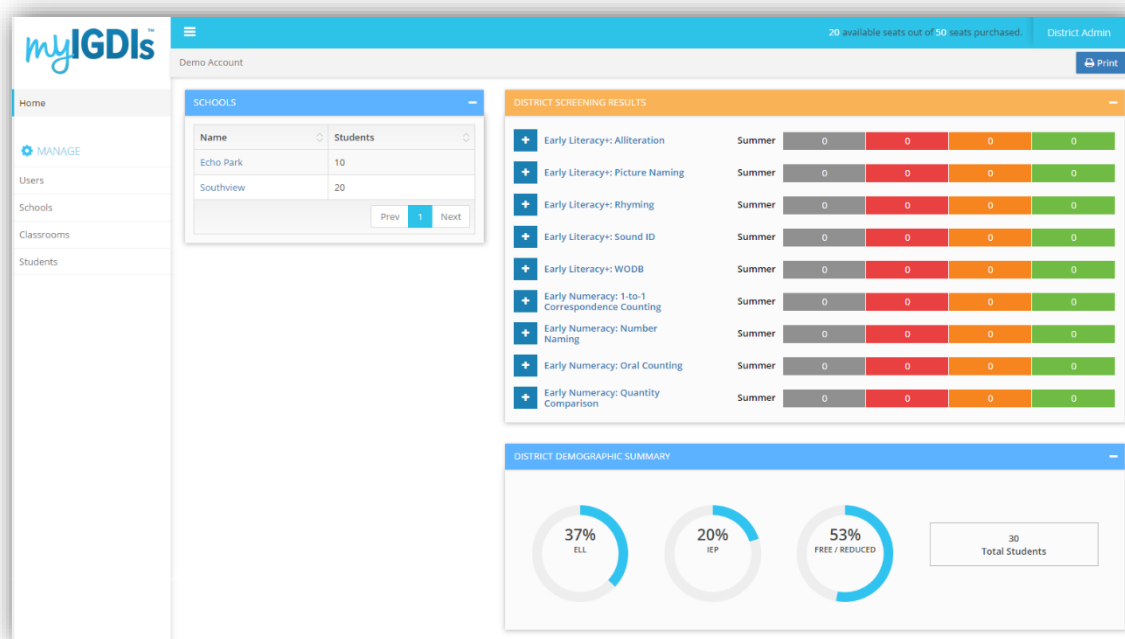 myIGDIs™
20 available seats out of 50 seats purchased.
District Admin
Demo Account
Print
Home
MANAGE
Users
Schools
Classrooms
Students
SCHOOLS
Name Students
Echo Park 10
Southview 20
Prev 1 Next
DISTRICT SCREENING RESULTS
+ Early Literacy+: Alliteration Summer 0 0 0 0
+ Early Literacy+: Picture Naming Summer 0 0 0 0
+ Early Literacy+: Rhyming Summer 0 0 0 0
+ Early Literacy+: Sound ID Summer 0 0 0 0
+ Early Literacy+: WODB Summer 0 0 0 0
+ Early Numeracy: 1-to-1
Correspondence Counting Summer 0 0 0 0
+ Early Numeracy: Number
Naming Summer 0 0 0 0
+ Early Numeracy: Oral Counting Summer 0 0 0 0
+ Early Numeracy: Quantity
Comparison Summer 0 0 0 0
DISTRICT DEMOGRAPHIC SUMMARY
37%
ELL
20%
IEP
53%
FREE / REDUCED
30
Total Students